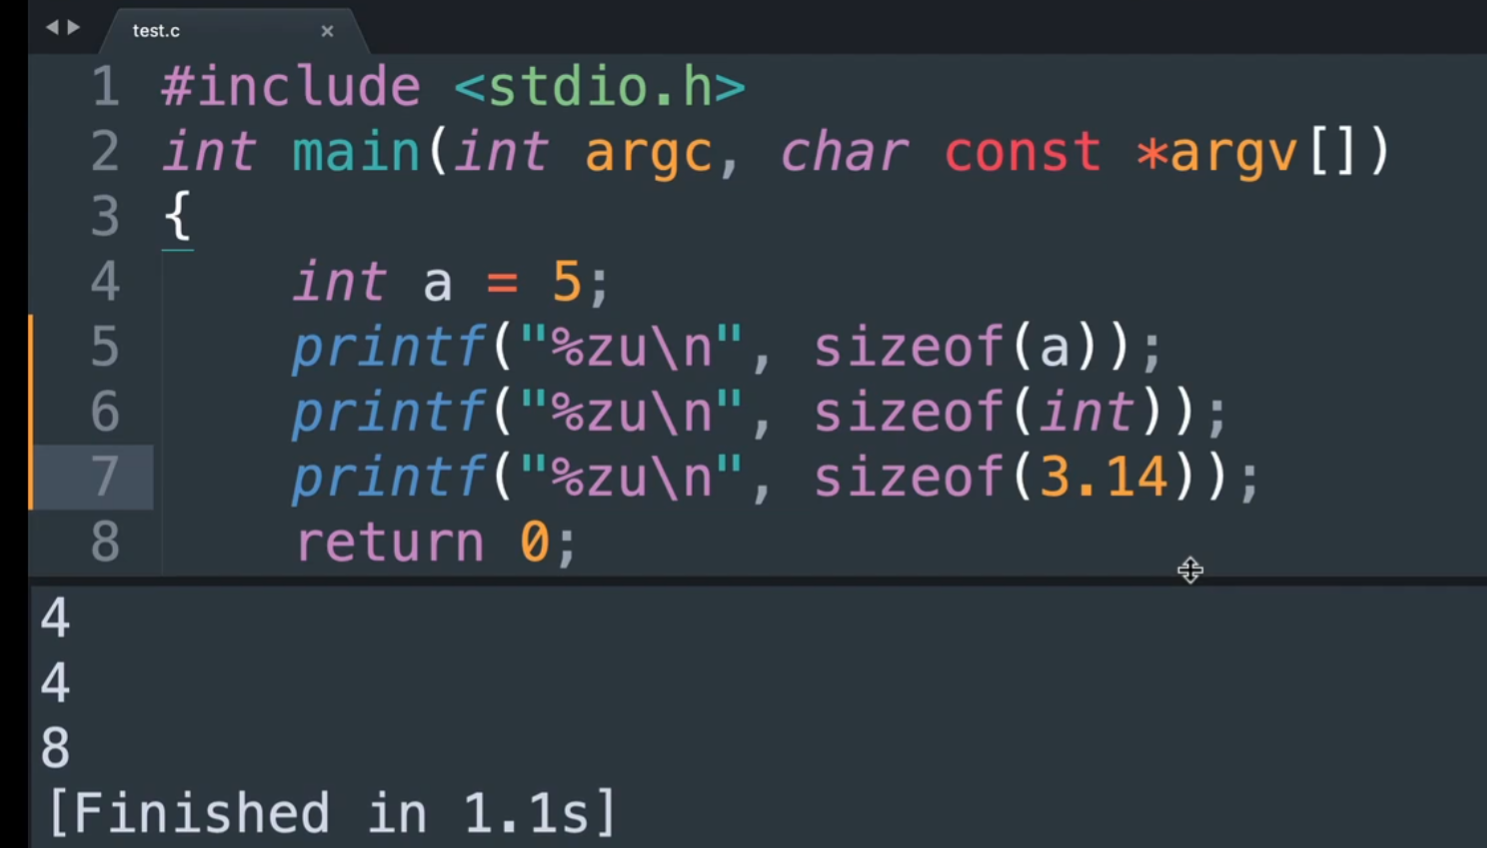 test.c
1 #include <stdio.h>
2 int main(int argc, char const *argv[])
3 {
4     int a = 5;
5     printf("%zu\n", sizeof(a));
6     printf("%zu\n", sizeof(int));
7     printf("%zu\n", sizeof(3.14));
8     return 0;
4
4
8
[Finished in 1.1s]